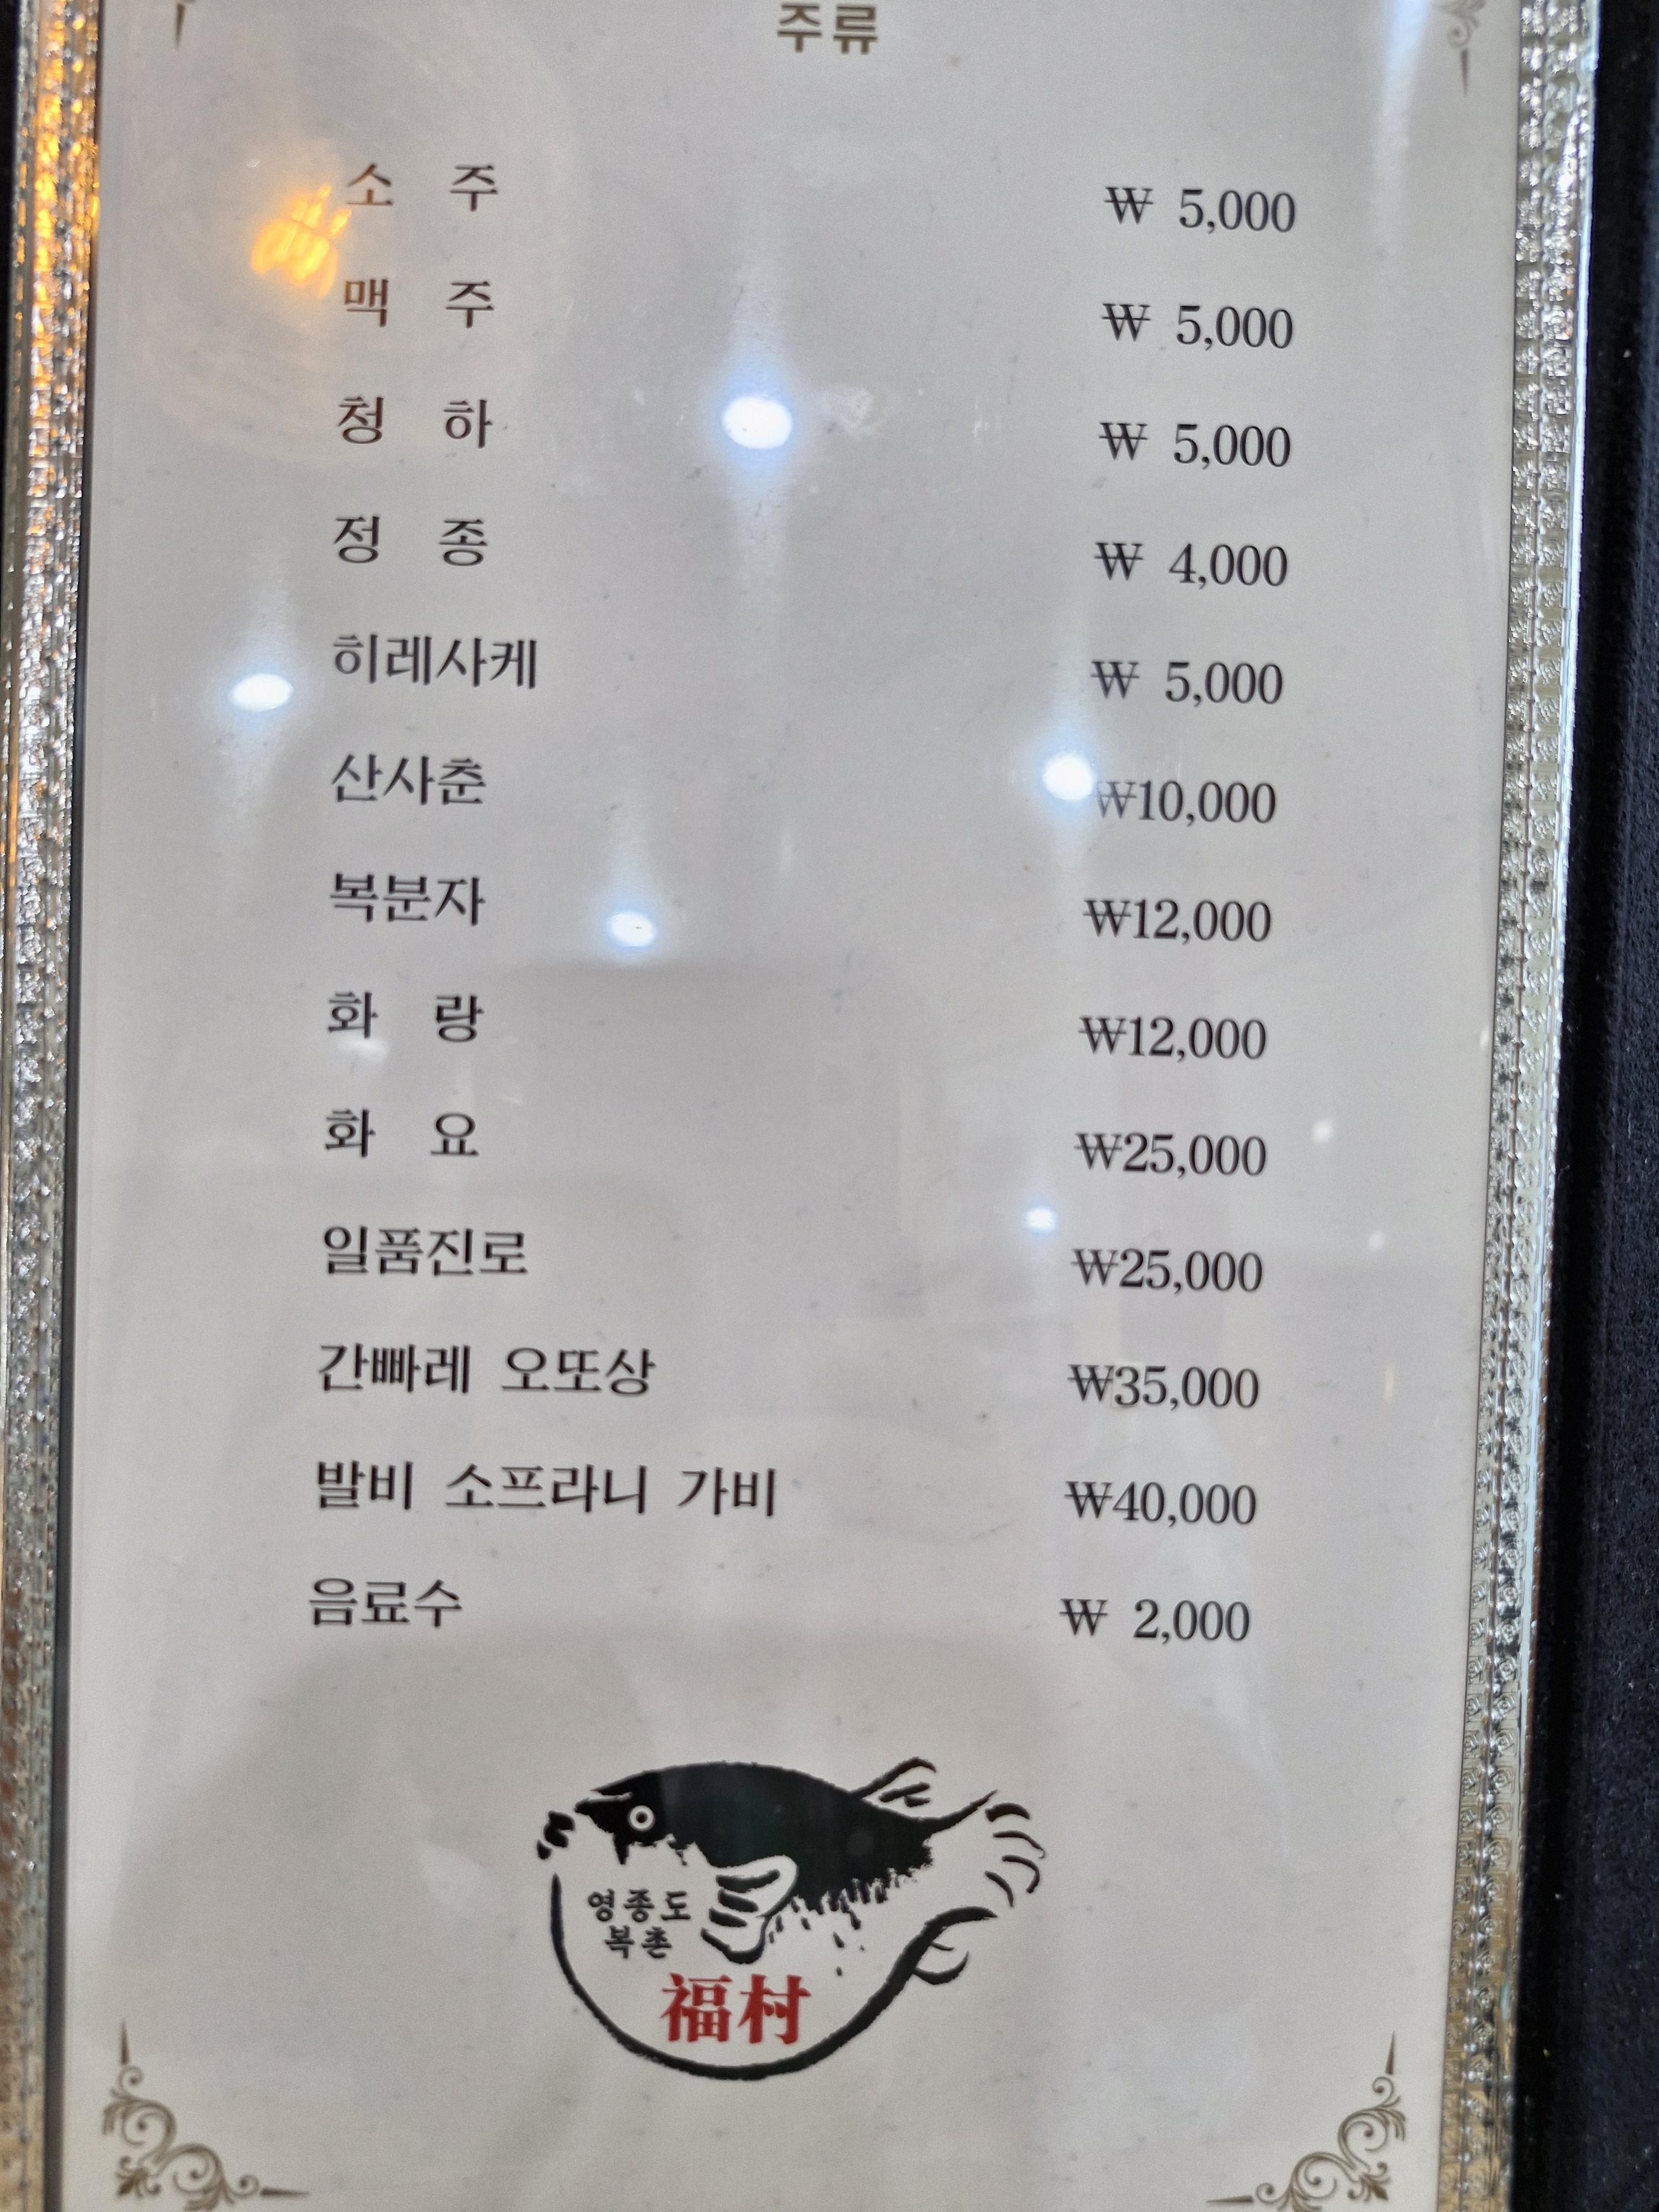 주류
소 주 ₩ 5,000
맥 주 ₩ 5,000
청 하 ₩ 5,000
정 종 ₩ 4,000
히레사케 ₩ 5,000
산사춘 ₩10,000
복분자 ₩12,000
화 랑 ₩12,000
화 요 ₩25,000
일품진로 ₩25,000
간빠레 오또상 ₩35,000
발비 소프라니 가비 ₩40,000
음료수 ₩ 2,000
영종도
복촌
福村